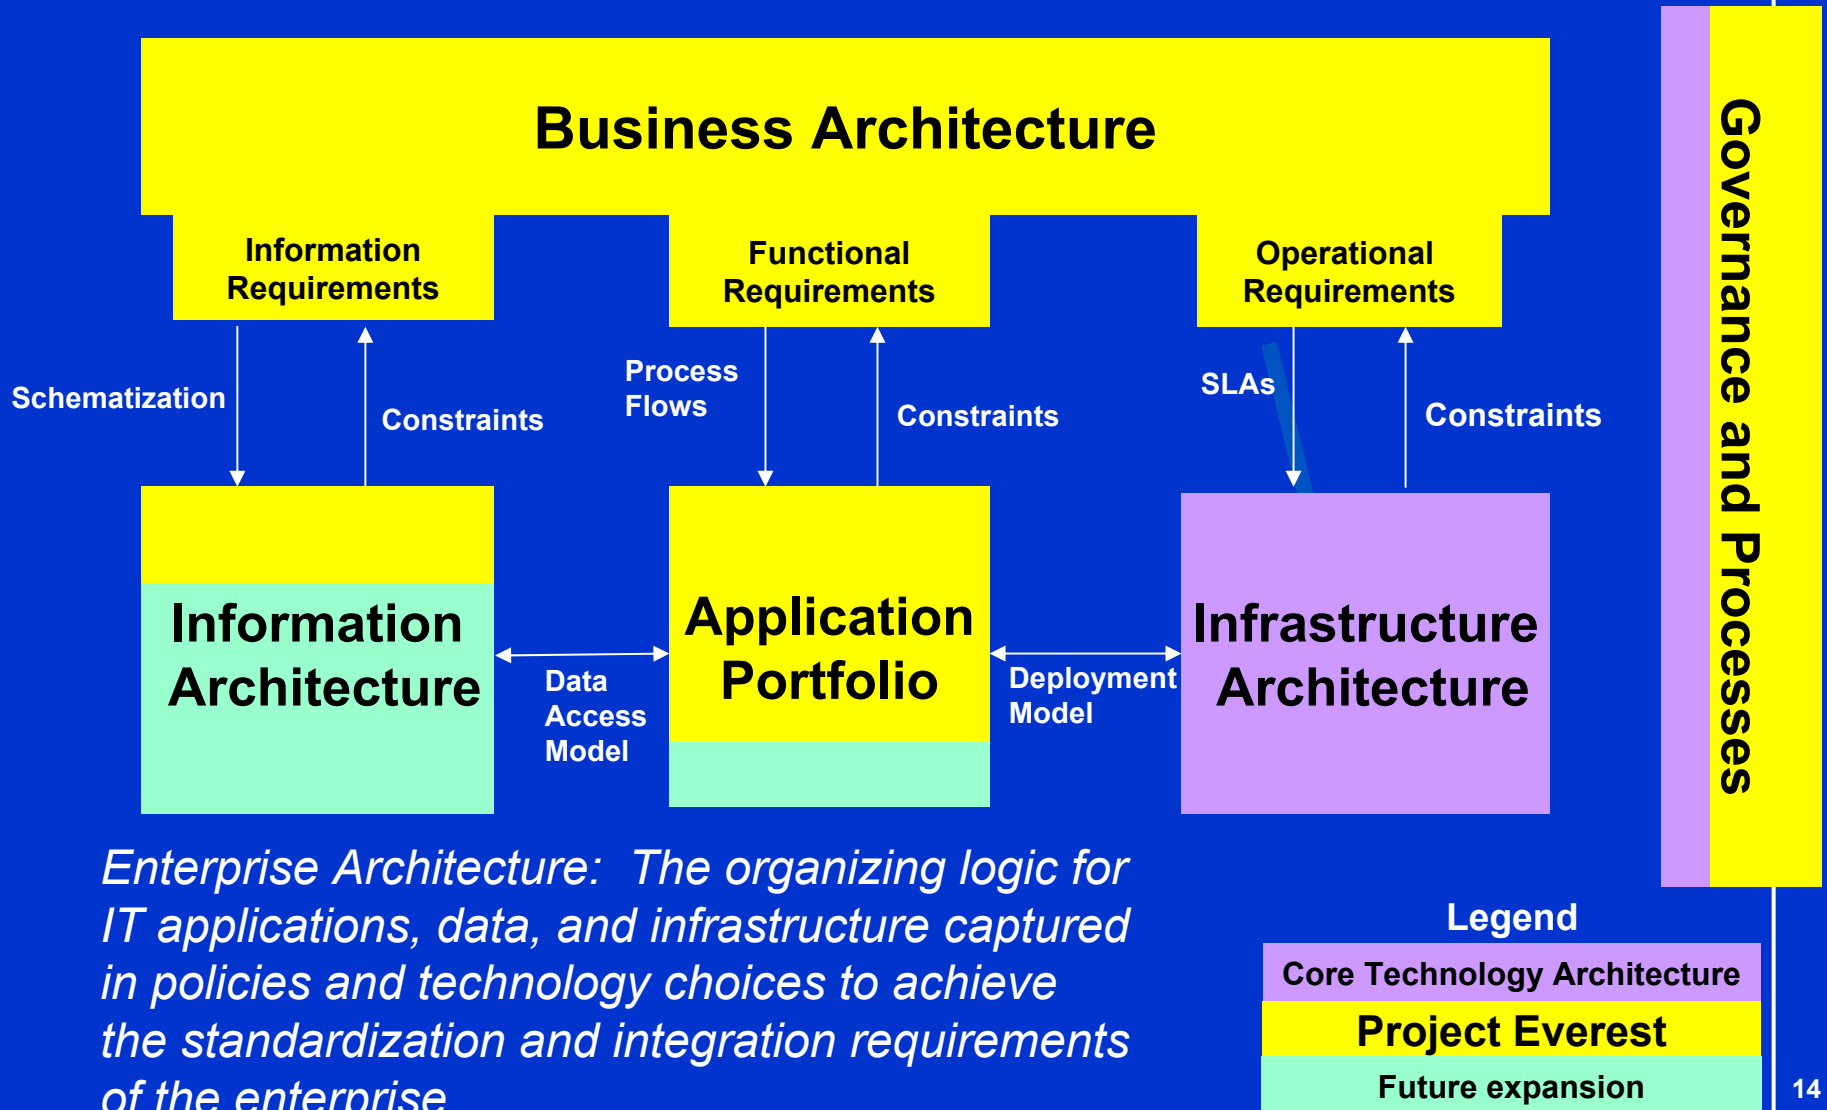 Business Architecture
Information
Requirements
Functional
Requirements
Operational
Requirements
Schematization
Constraints
Process
Flows
Constraints
SLAs
Constraints
Information
Architecture
Data
Access
Model
Application
Portfolio
Deployment
Model
Infrastructure
Architecture
Governance and Processes
Enterprise Architecture: The organizing logic for
IT applications, data, and infrastructure captured
in policies and technology choices to achieve
the standardization and integration requirements
of the enterprise
Legend
Core Technology Architecture
Project Everest
Future expansion
14